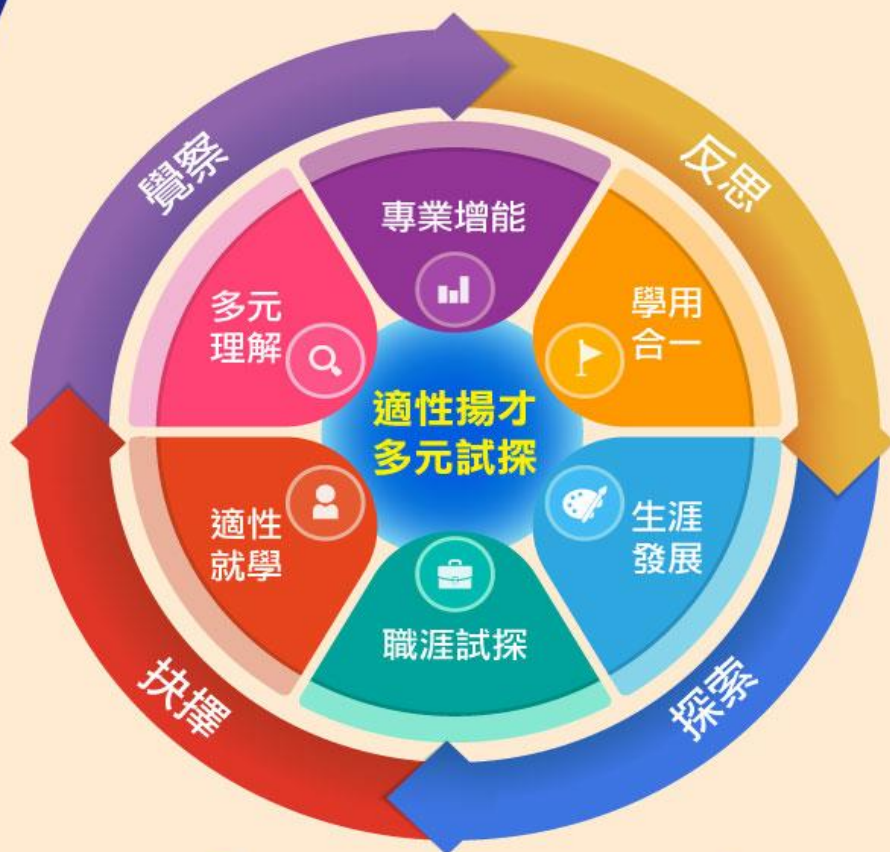 覺察
反思
專業增能
多元
理解
學用
合一
適性揚才
多元試探
適性
就學
生涯
發展
職涯試探
抉擇
探索